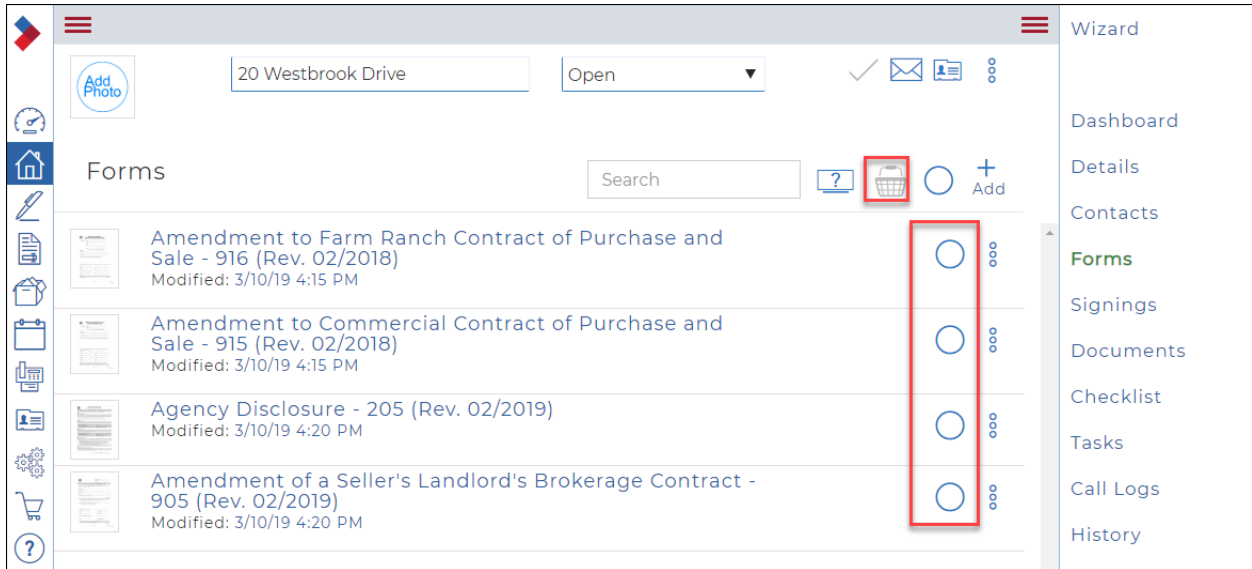 Wizard
Add
Photo
20 Westbrook Drive
Open
Dashboard
Forms
Search
?
Add
Details
Contacts
Amendment to Farm Ranch Contract of Purchase and
Sale - 916 (Rev. 02/2018)
Modified: 3/10/19 4:15 PM
Forms
Signings
Amendment to Commercial Contract of Purchase and
Sale - 915 (Rev. 02/2018)
Modified: 3/10/19 4:15 PM
Documents
Checklist
Agency Disclosure - 205 (Rev. 02/2019)
Modified: 3/10/19 4:20 PM
Tasks
Amendment of a Seller's Landlord's Brokerage Contract -
905 (Rev. 02/2019)
Modified: 3/10/19 4:20 PM
Call Logs
History
?